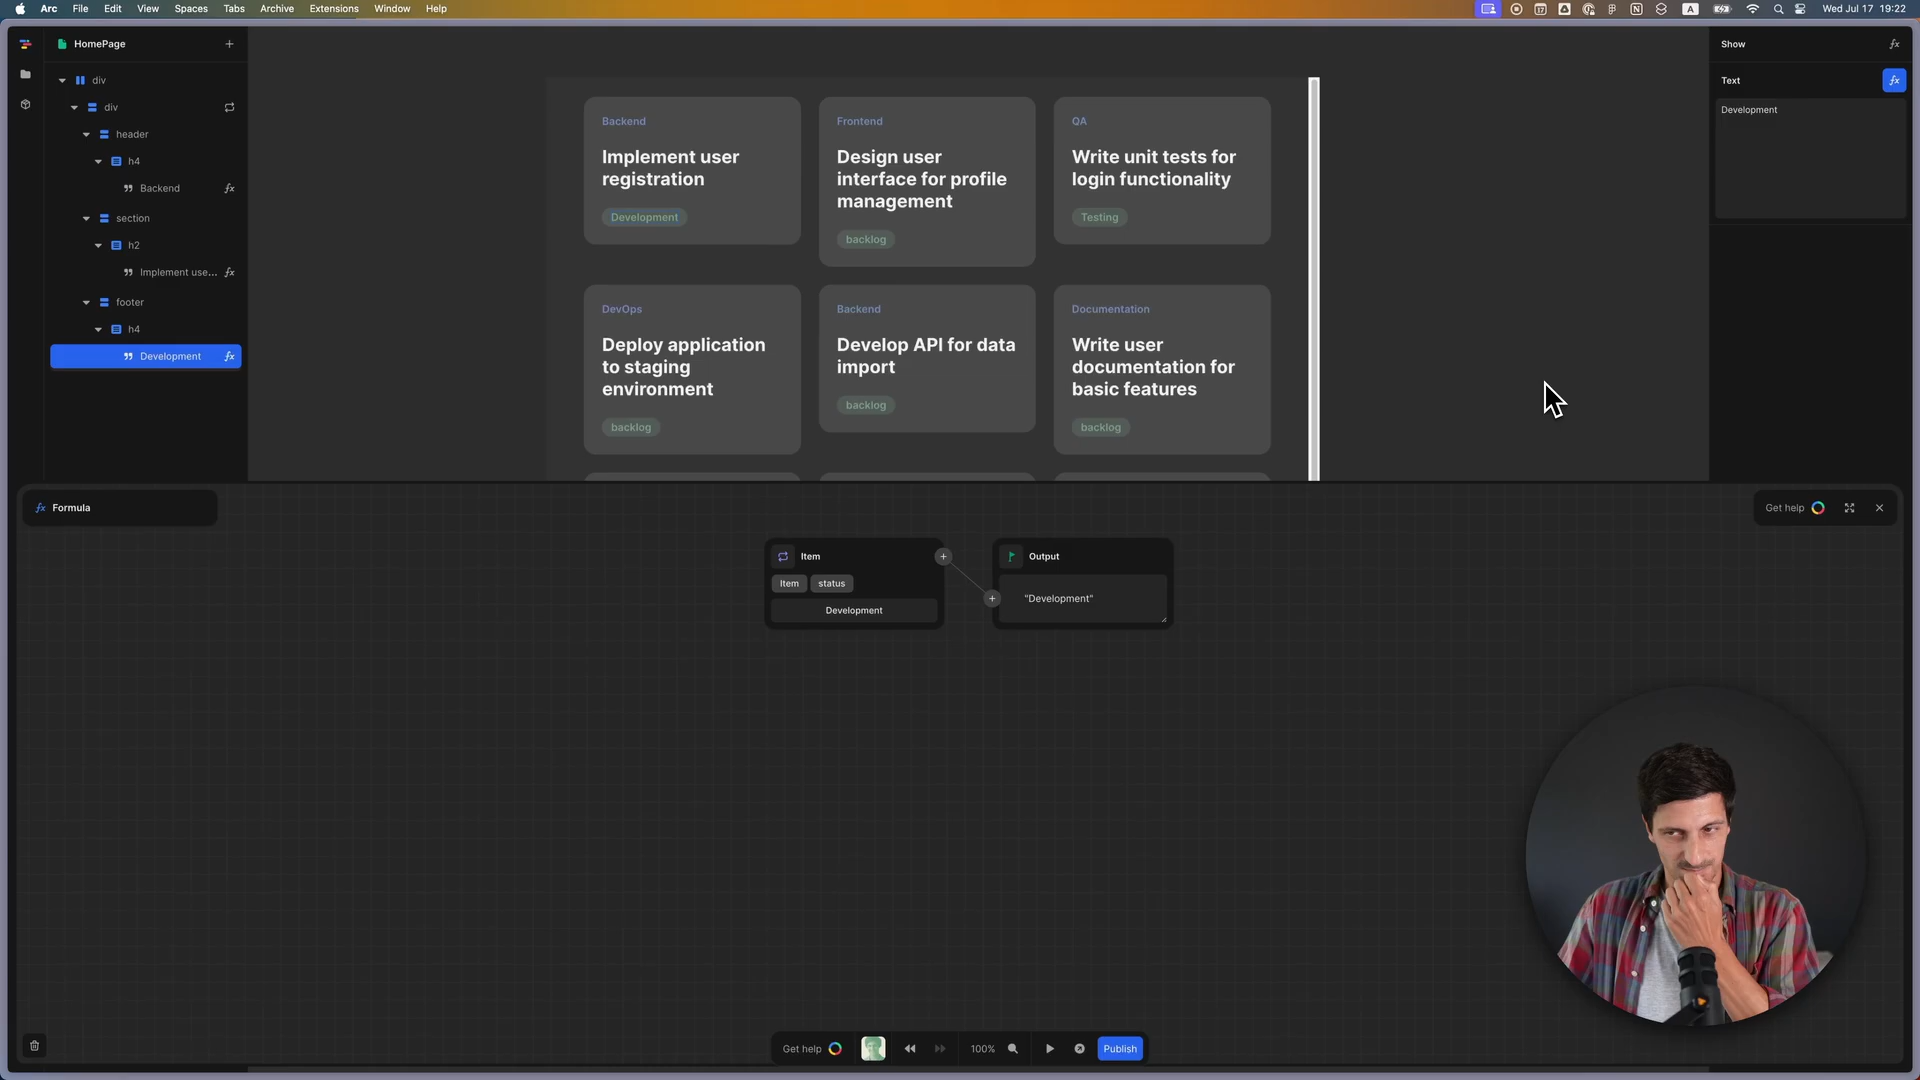 Arc File Edit View Spaces Tabs Archive Extensions Window Help
17 A Wed Jul 17 19:22
HomePage
div
div
header
h4
Backend
section
h2
Implement use...
footer
h4
Development
Backend
Implement user
registration
Development
Frontend
Design user
interface for profile
management
backlog
QA
Write unit tests for
login functionality
Testing
DevOps
Deploy application
to staging
environment
backlog
Backend
Develop API for data
import
backlog
Documentation
Write user
documentation for
basic features
backlog
Show fx
Text fx
Development
fx Formula
Get help
Item
Item status
Development
Output
"Development"
Get help 100% Publish